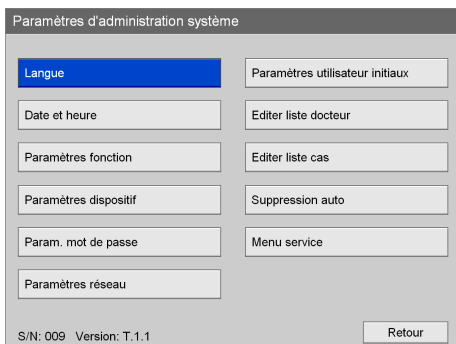 Paramètres d'administration système
Langue
Paramètres utilisateur initiaux
Date et heure
Editer liste docteur
Paramètres fonction
Editer liste cas
Paramètres dispositif
Suppression auto
Param. mot de passe
Menu service
Paramètres réseau
S/N: 009 Version: T.1.1
Retour